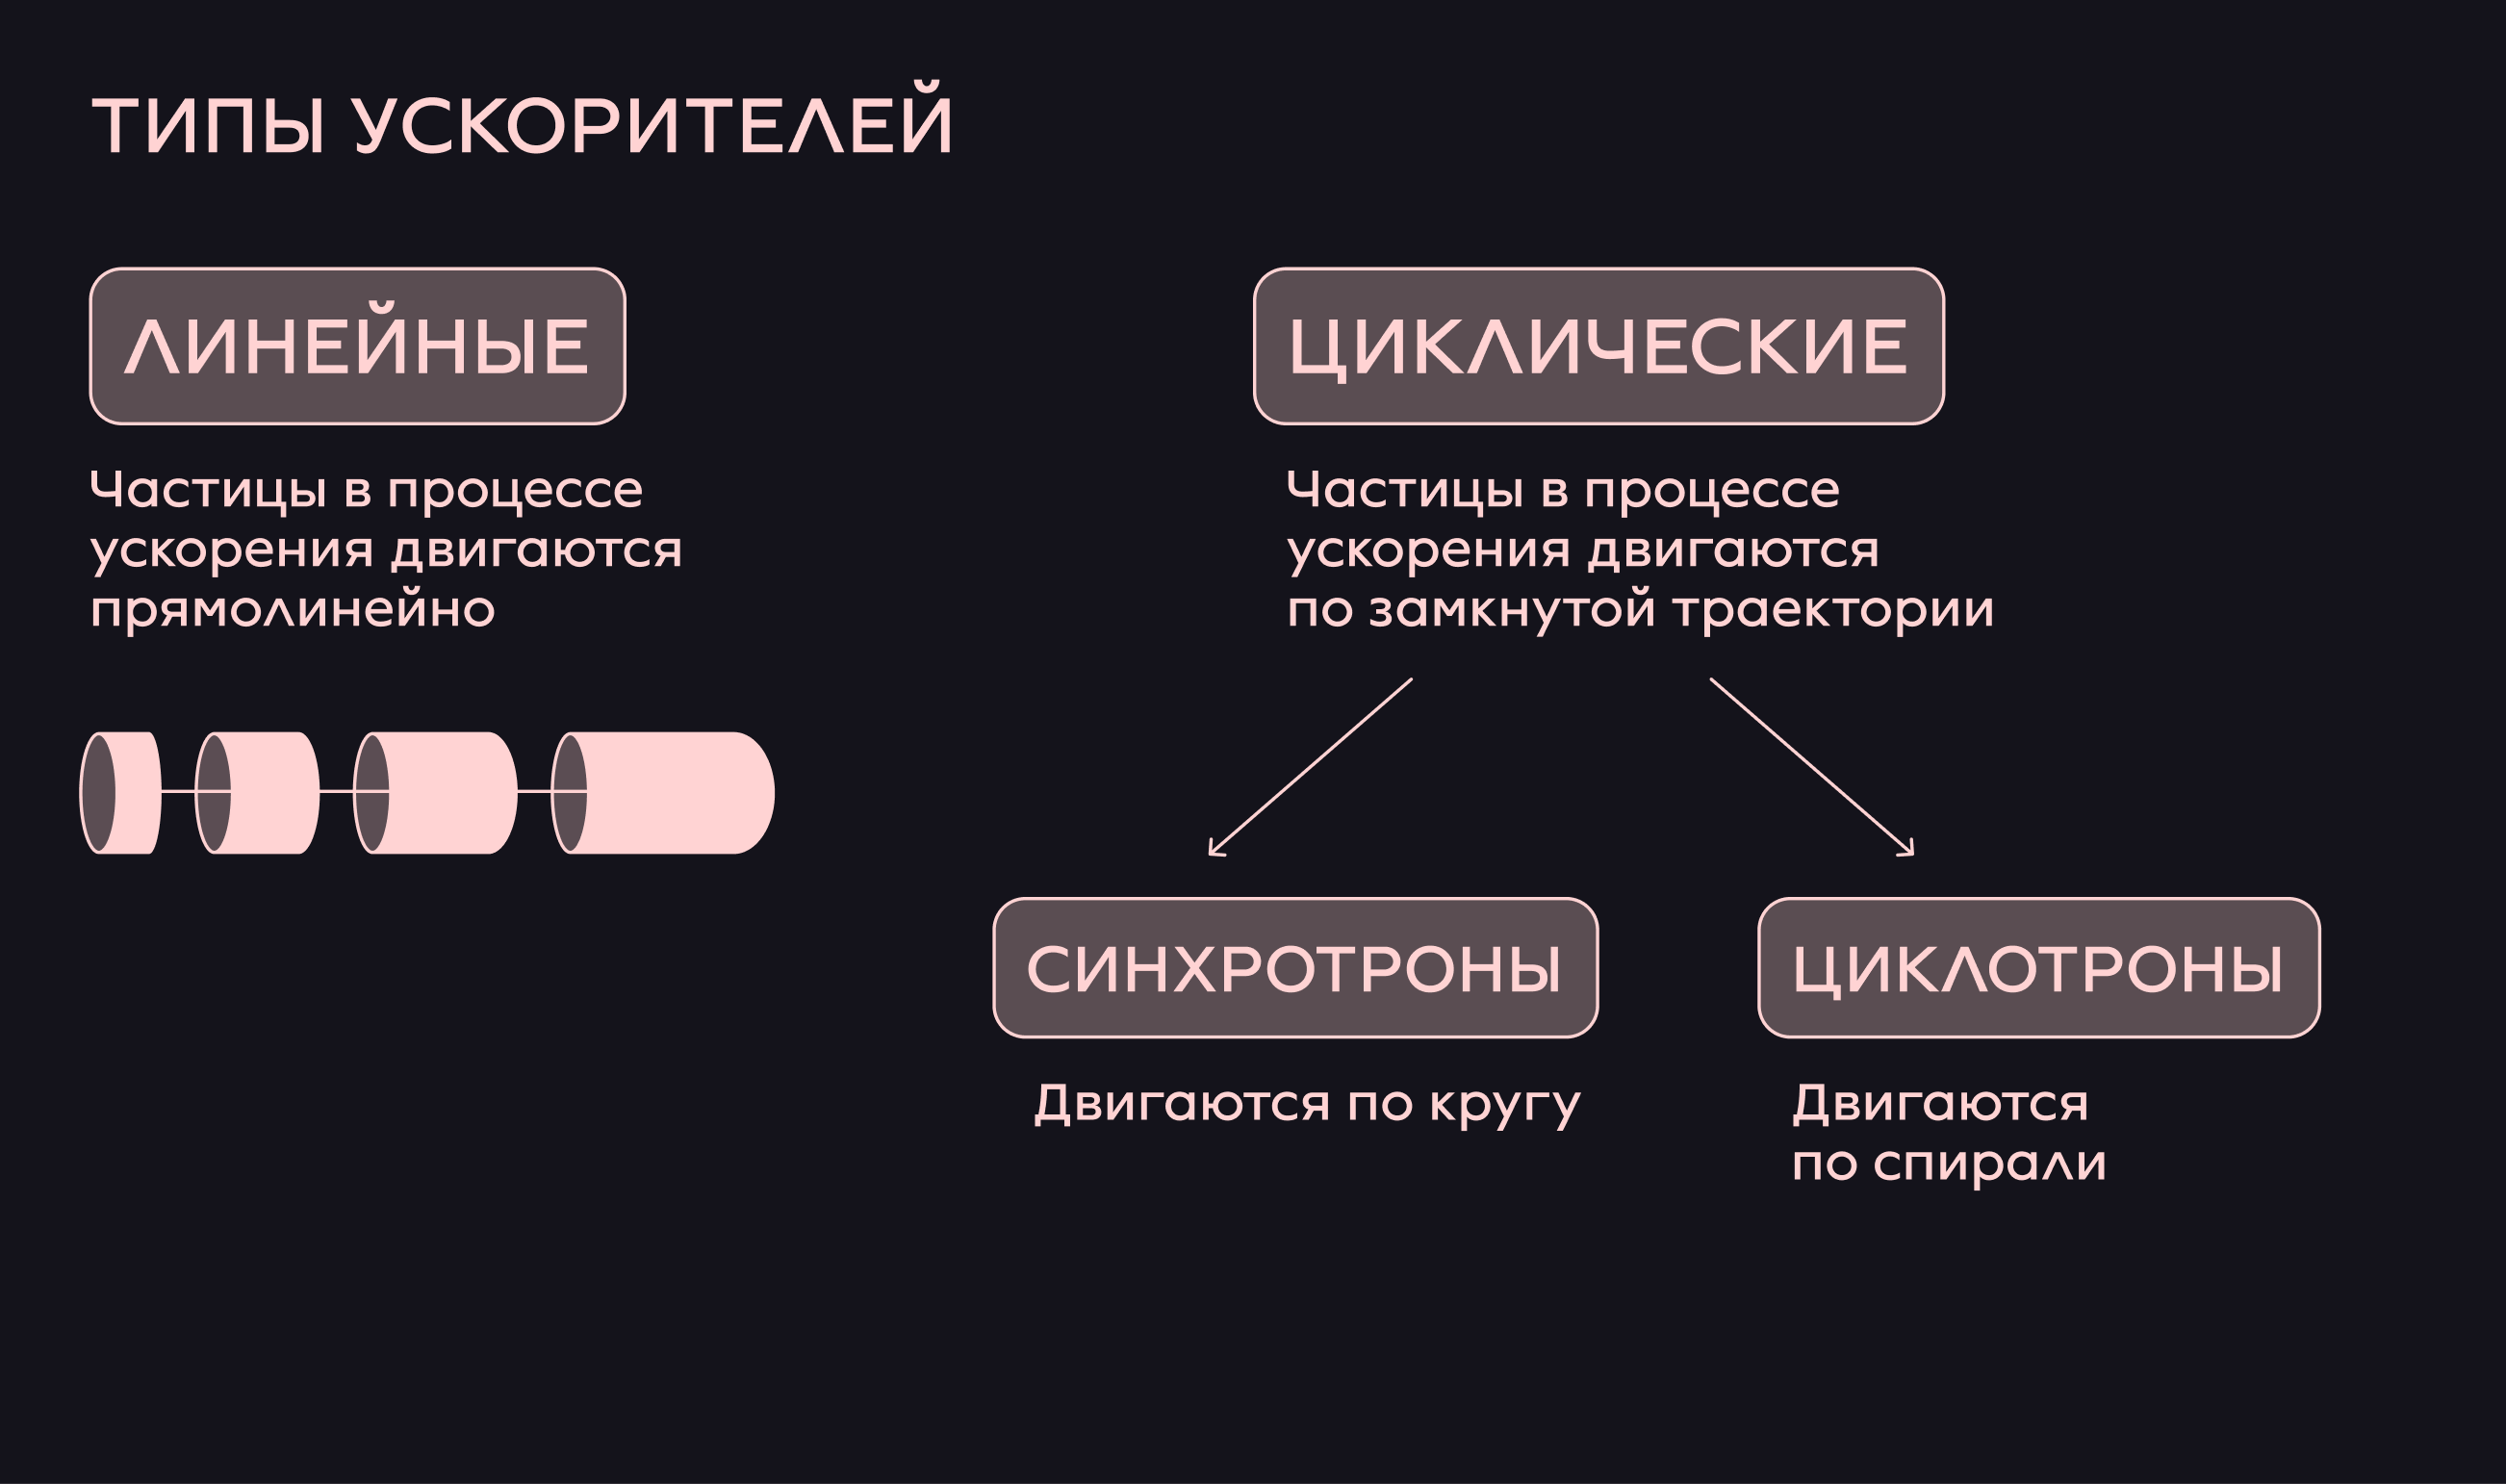 ТИПЫ УСКОРИТЕЛЕЙ
ЛИНЕЙНЫЕ
Частицы в процессе
ускорения двигаются
прямолинейно
ЦИКЛИЧЕСКИЕ
Частицы в процессе
ускорения двигаются
по замкнутой траектории
СИНХРОТРОНЫ
Двигаются по кругу
ЦИКЛОТРОНЫ
Двигаются
по спирали